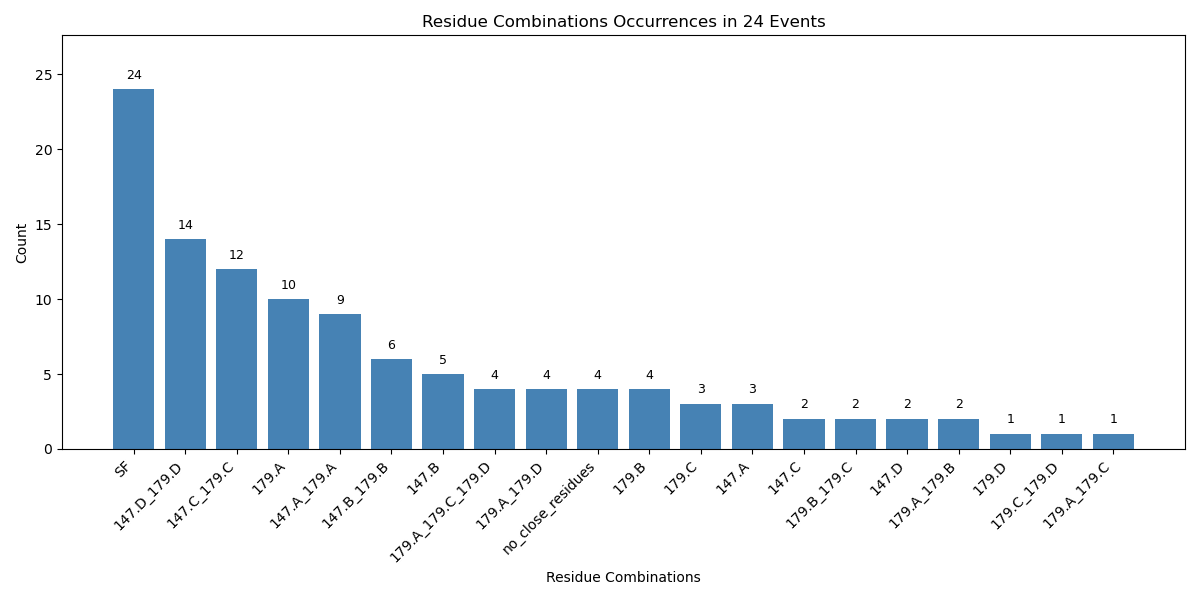 Residue Combinations Occurrences in 24 Events
Count
25
20
15
10
5
0
24
14
12
10
9
6
5
4
4
4
4
3
3
2
2
2
2
1
1
1
SF
147.D_179.D
147.C_179.C
179.A
147.A_179.A
147.B_179.B
147.B
179.A_179.C_179.D
179.A_179.D
no_close_residues
179.B
179.C
147.A
147.C
179.B_179.C
147.D
179.A_179.B
179.D
179.C_179.D
179.A_179.C
Residue Combinations